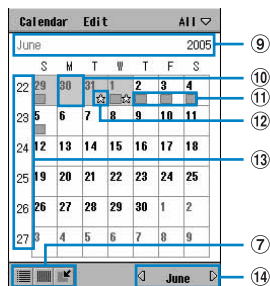 Calendar Edit All ▽
June 2005 ⑨
S M T W T F S ⑩
22 29 30 31 1 2 3 4 ⑪
23 5 6 7 8 9 10 11 ⑫
24 12 13 14 15 16 17 18 ⑬
25 19 20 21 22 23 24 25
26 26 27 28 29 30 1 2
27 3 4 5 6 7 8 9 ⑦
June ⑭